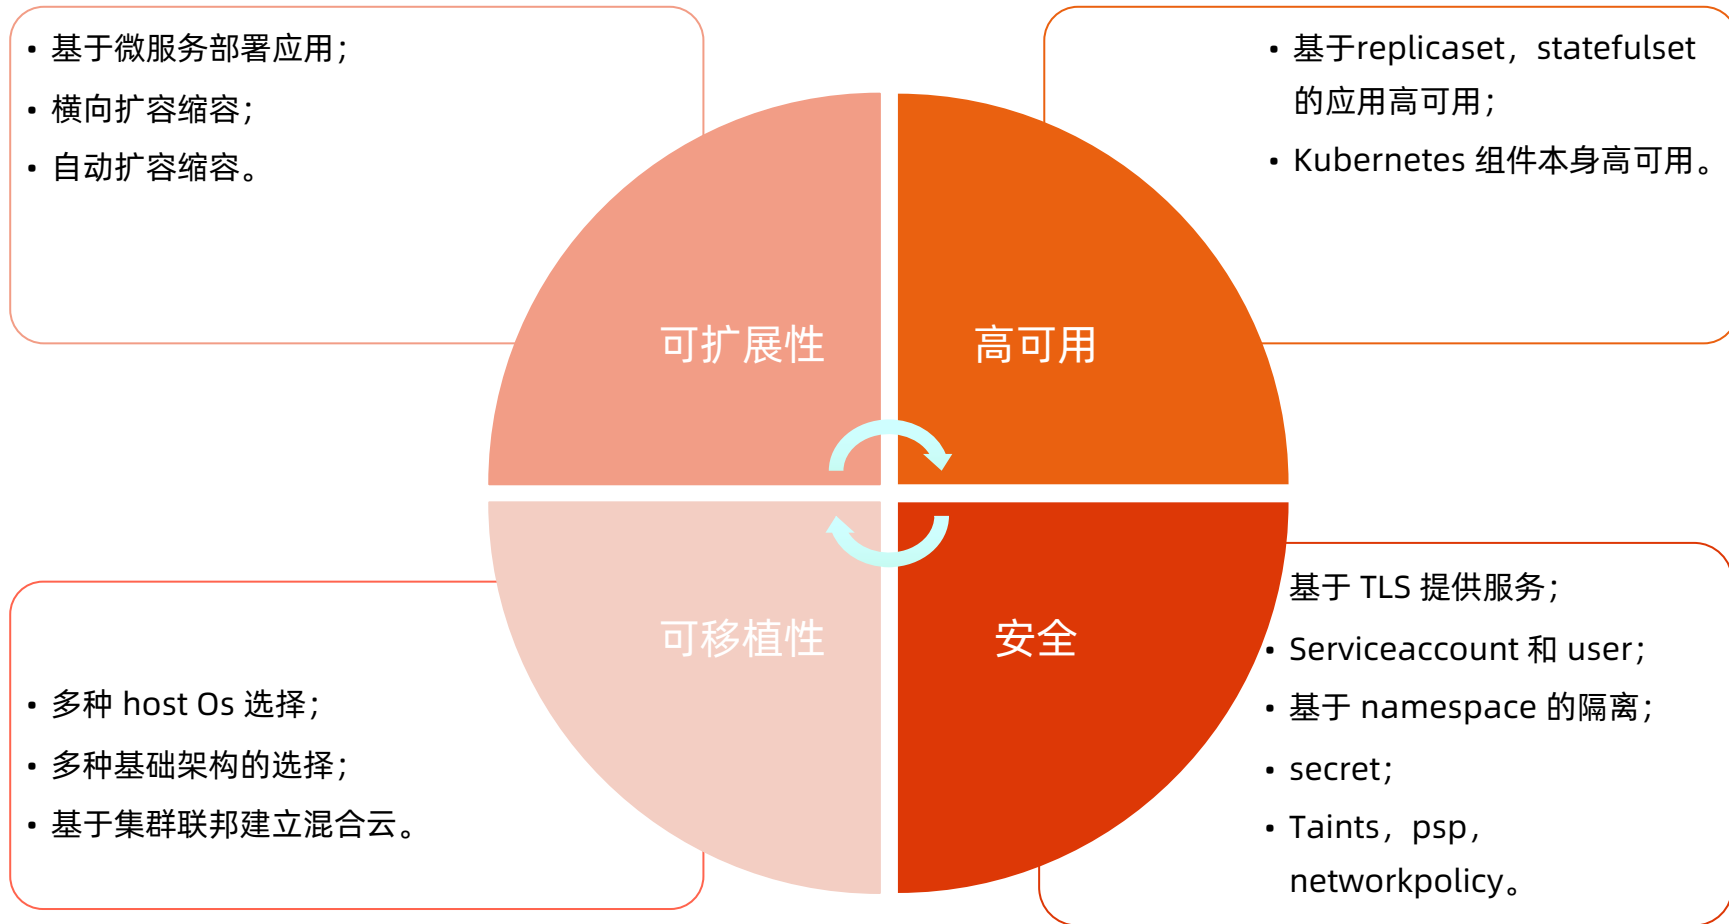 • 基于微服务部署应用；
• 横向扩容缩容；
• 自动扩容缩容。
• 基于replicaset，statefulset
的应用高可用；
• Kubernetes 组件本身高可用。
可扩展性
高可用
可移植性
安全
• 多种 host Os 选择；
• 多种基础架构的选择；
• 基于集群联邦建立混合云。
基于 TLS 提供服务；
• Serviceaccount 和 user；
• 基于 namespace 的隔离；
• secret；
• Taints，psp，
networkpolicy。